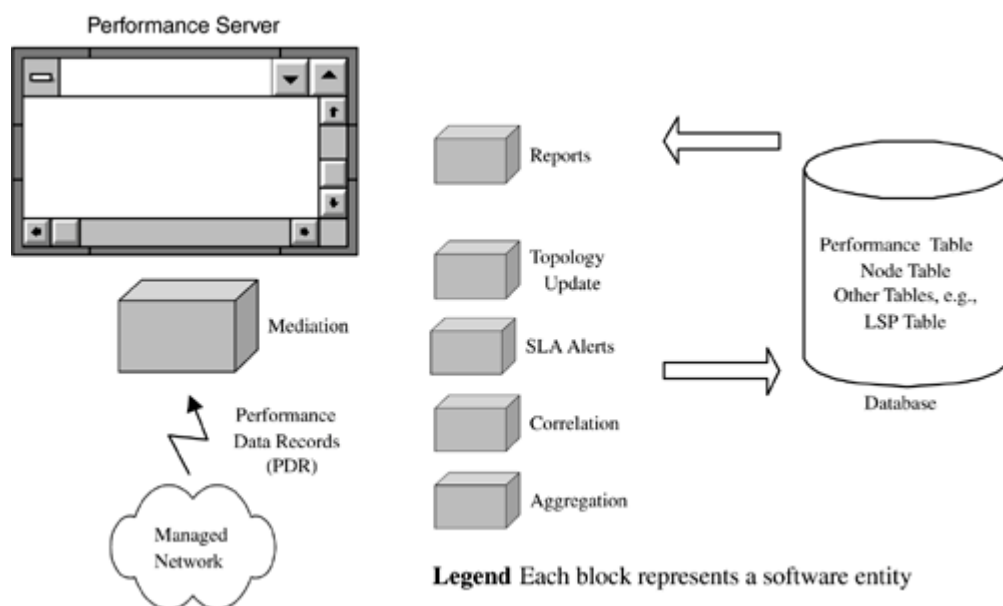 Performance Server
Reports
Topology
Update
SLA Alerts
Correlation
Aggregation
Mediation
Performance
Data Records
(PDR)
Managed
Network
Performance Table
Node Table
Other Tables, e.g.,
LSP Table
Database
Legend Each block represents a software entity